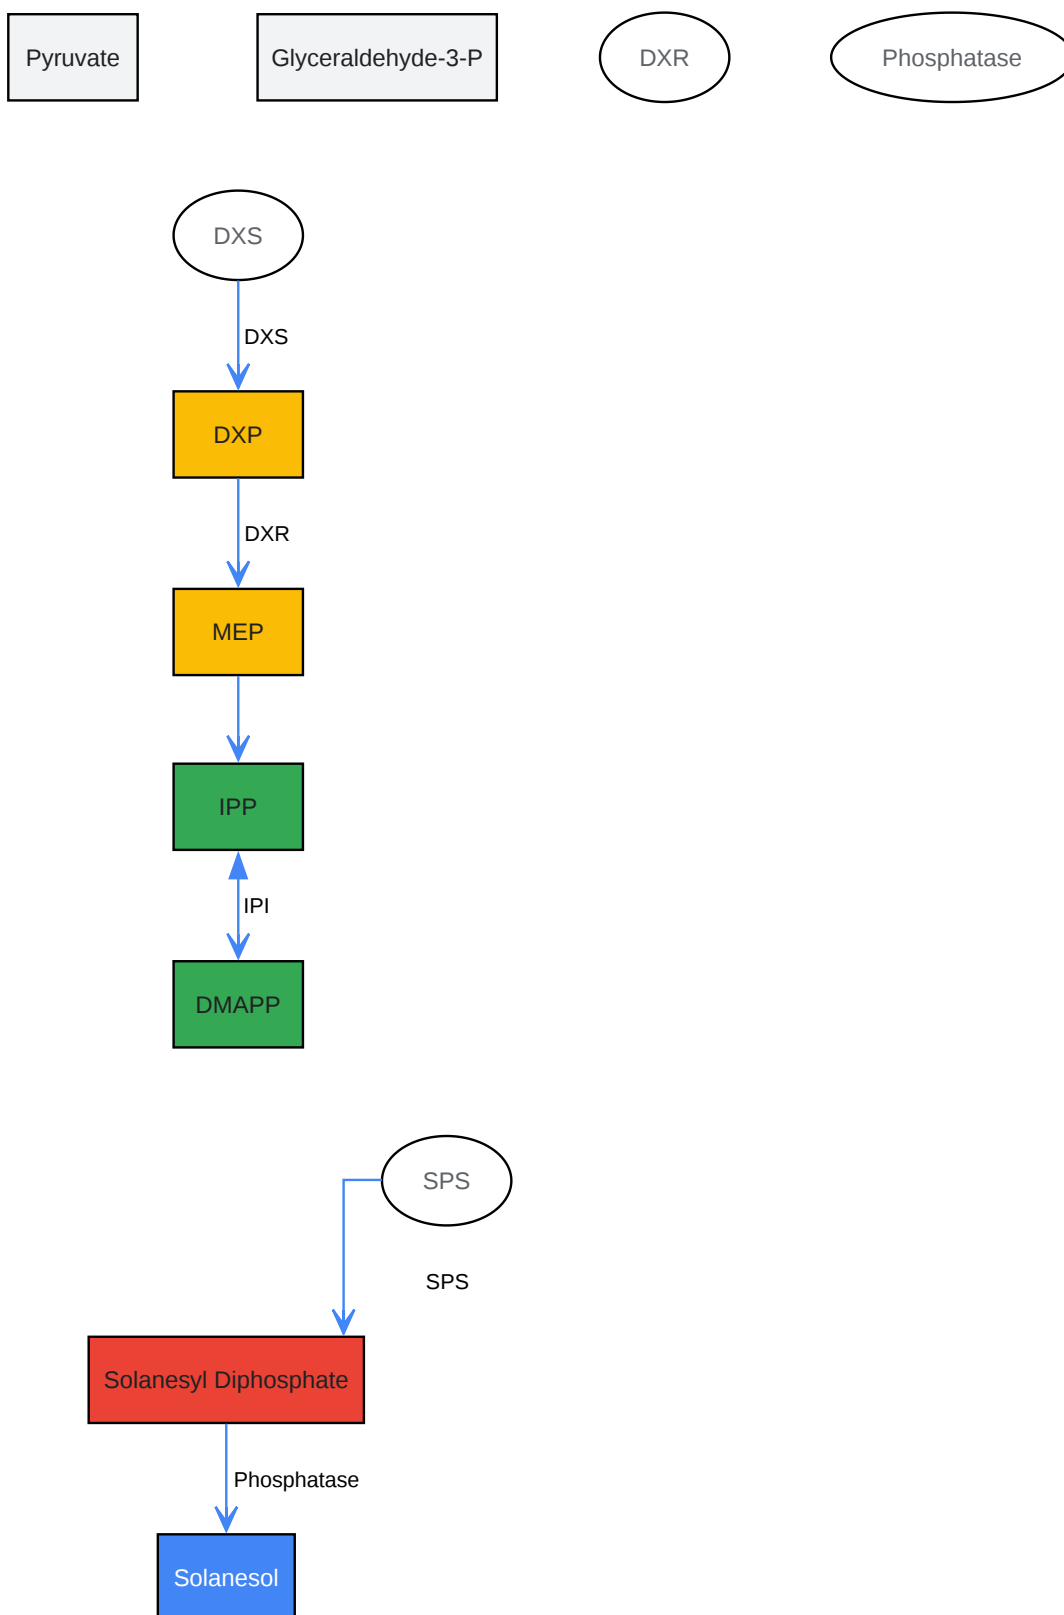 Pyruvate
Glyceraldehyde-3-P
DXR
Phosphatase
DXS
DXS
DXP
DXR
MEP
IPP
IPI
DMAPP
SPS
SPS
Solanesyl Diphosphate
Phosphatase
Solanesol